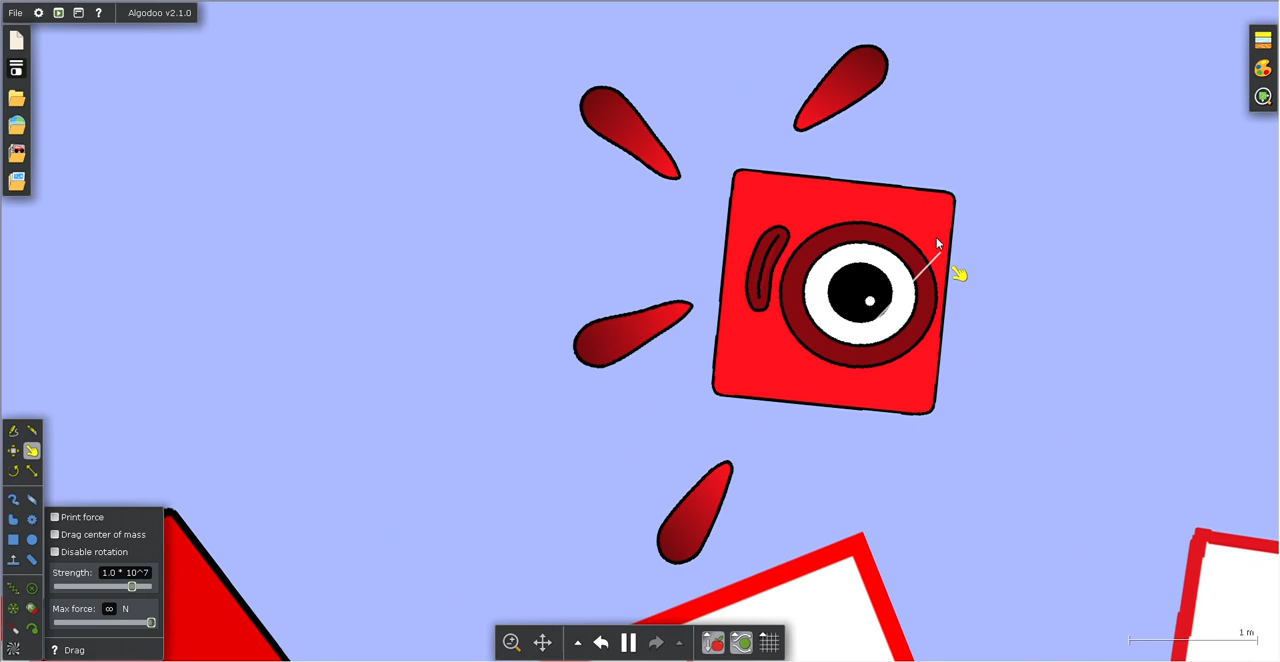 File ? Algodoo v2.1.0
Print force
Drag center of mass
Disable rotation
Strength: 1.0 * 10^7
Max force: ∞ N
? Drag
1 m